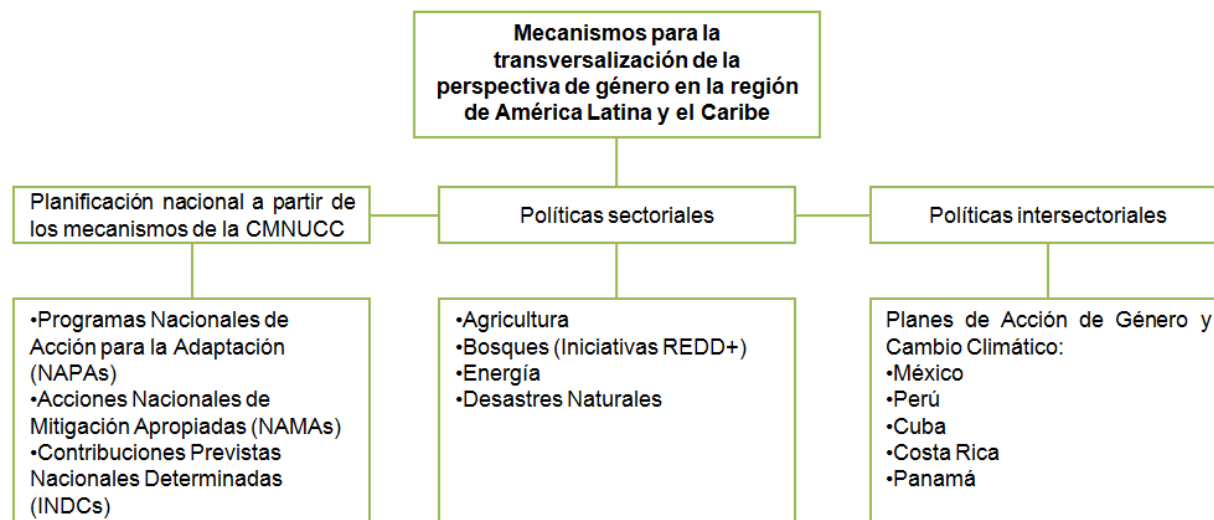 Mecanismos para la
transversalización de la
perspectiva de género en la región
de América Latina y el Caribe
Planificación nacional a partir de
los mecanismos de la CMNUCC
Políticas sectoriales
Políticas intersectoriales
•Programas Nacionales de
Acción para la Adaptación
(NAPAs)
•Acciones Nacionales de
Mitigación Apropiadas (NAMAs)
•Contribuciones Previstas
Nacionales Determinadas
(INDCs)
•Agricultura
•Bosques (Iniciativas REDD+)
•Energía
•Desastres Naturales
Planes de Acción de Género y
Cambio Climático:
•México
•Perú
•Cuba
•Costa Rica
•Panamá